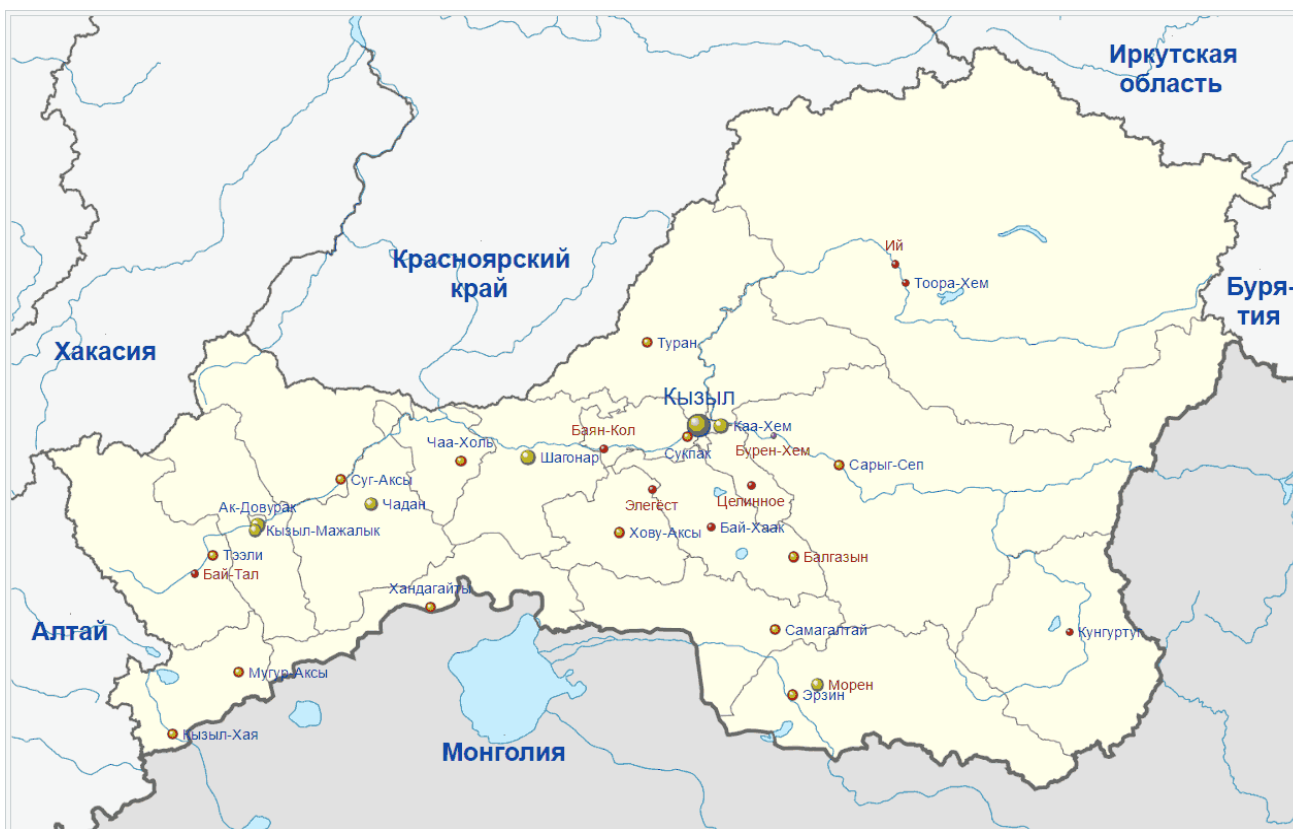 Иркутская
область
Ий
Красноярский
край
Тоора-Хем
Буря-
тия
Хакасия
Туран
Кызыл
Баян-Кол
Каа-Хем
Чаа-Холь
Сукпак
Бурен-Хем
Шагонар
Сарыг-Сеп
Суг-Аксы
Ак-Довурак
Чадан
Элегест
Целинное
Кызыл-Мажалык
Хову-Аксы
Бай-Хаак
Тээли
Балгазын
Бай-Тал
Хандагайты
Алтай
Самагалтай
Кунгуртуг
Мугур-Аксы
Морен
Эрзин
Кызыл-Хая
Монголия